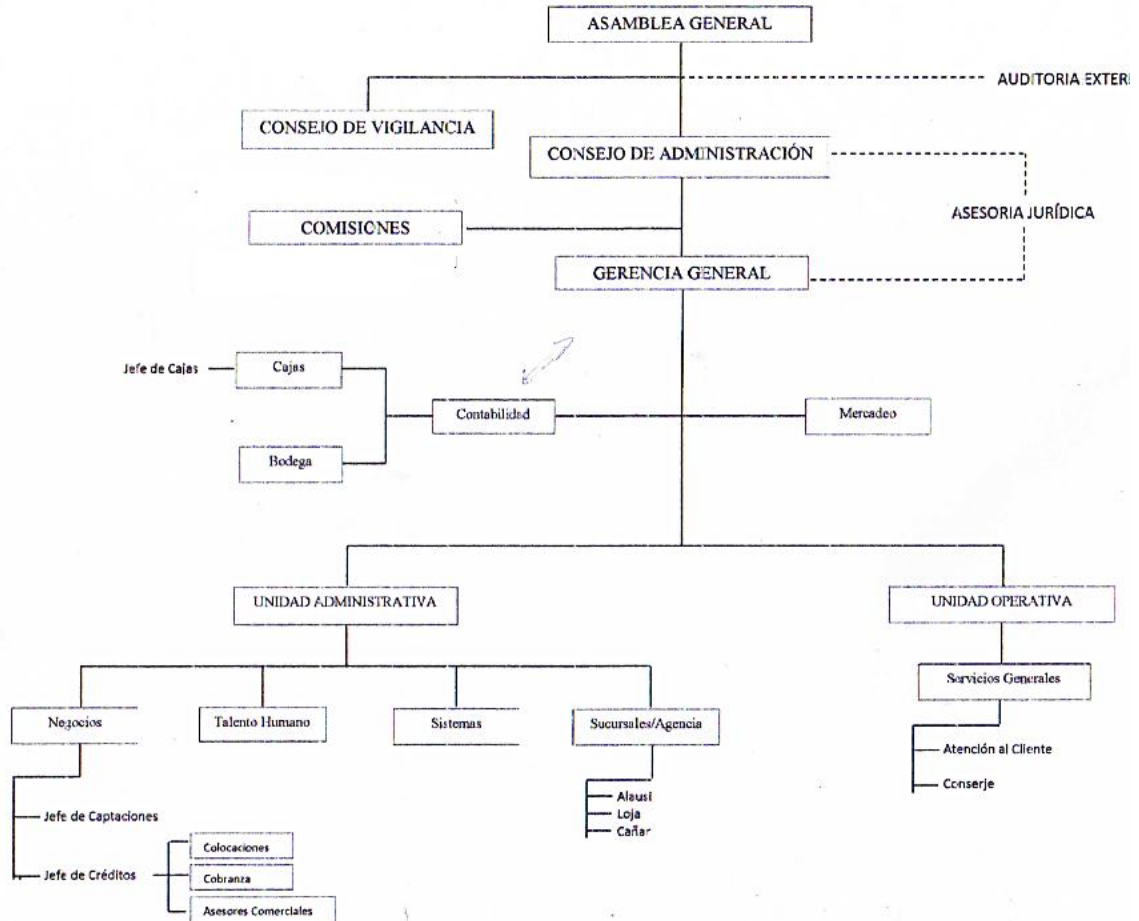 ASAMBLEA GENERAL
AUDITORIA EXTER
CONSEJO DE VIGILANCIA
CONSEJO DE ADMINISTRACIÓN
ASESORIA JURÍDICA
COMISIONES
GERENCIA GENERAL
Jefe de Cajas
Cajas
Contabilidad
Mercadeo
Bodega
UNIDAD ADMINISTRATIVA
UNIDAD OPERATIVA
Servicios Generales
Negocios
Talento Humano
Sistemas
Sucursales/Agencia
Atención al Cliente
Conserje
Alausí
Loja
Cañar
Jefe de Captaciones
Jefe de Créditos
Colocaciones
Cobranza
Asesores Comerciales